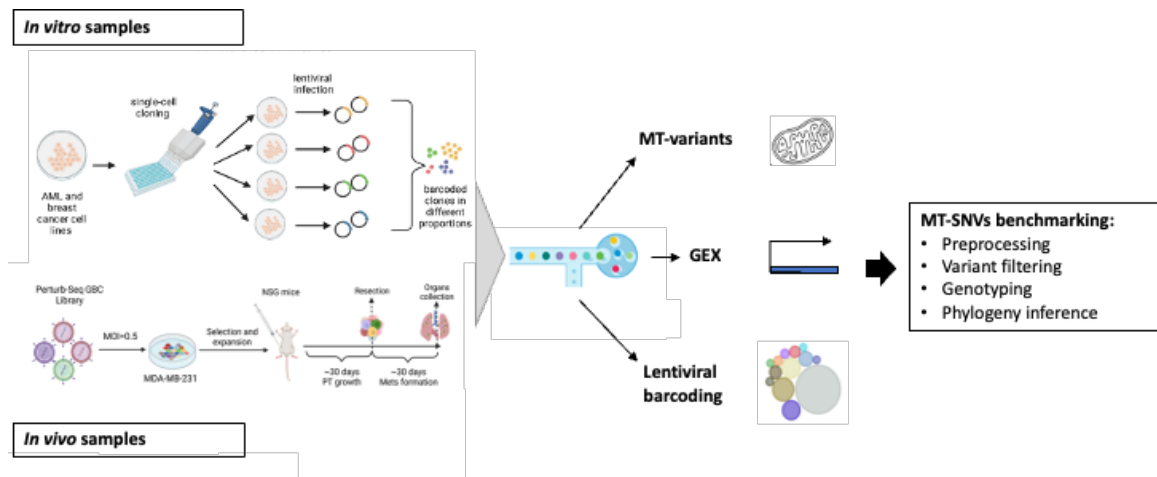 In vitro samples
single-cell
cloning
lentiviral
infection
AML and
breast
cancer cell
lines
barcoded
clones in
different
proportions
Perturb-Seq GBC
Library
MOI=0.5
MDA-MB-231
Selection and
expansion
NSG mice
Resection
Organs
collection
~30 days
PT growth
~30 days
Mets formation
In vivo samples
MT-variants
GEX
Lentiviral
barcoding
MT-SNVs benchmarking:
• Preprocessing
• Variant filtering
• Genotyping
• Phylogeny inference